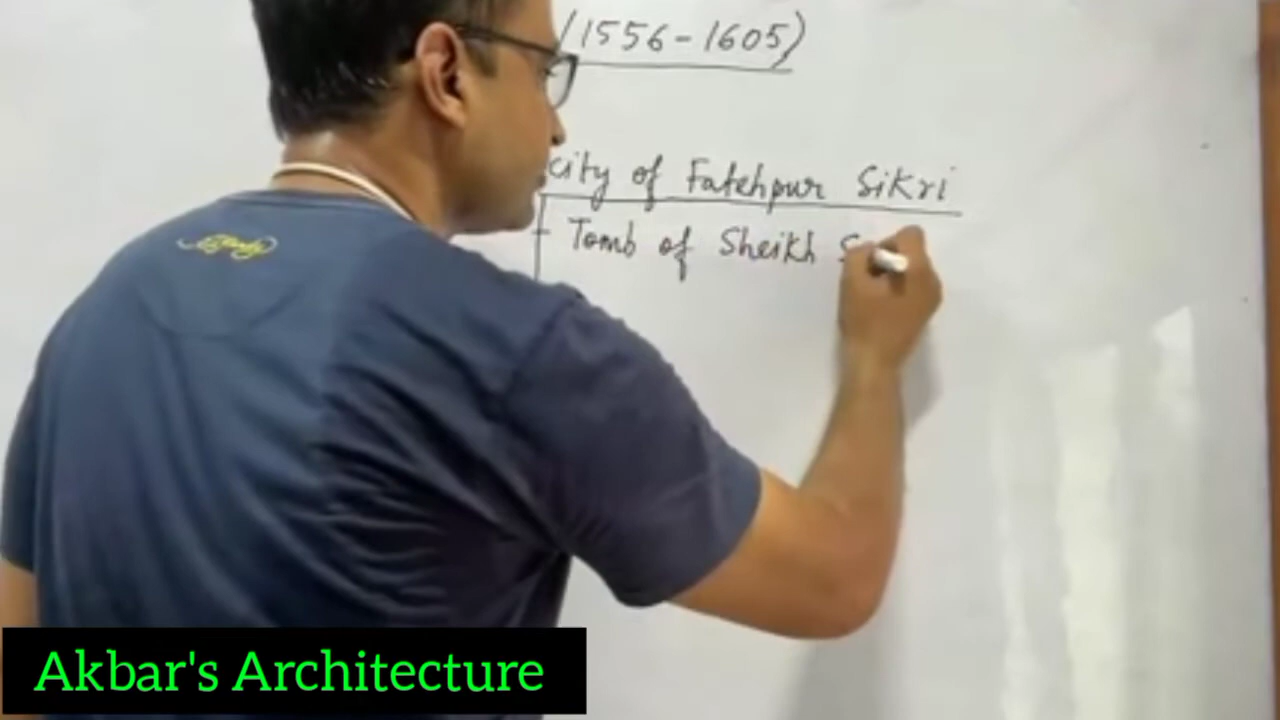 (1556-1605)
city of Fatehpur Sikri
Tomb of Sheikh S
Akbar's Architecture